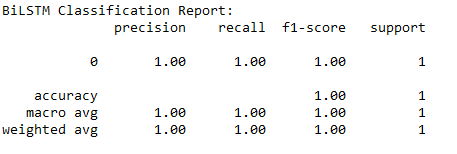 BiLSTM Classification Report:
precision recall f1-score support
0 1.00 1.00 1.00 1
accuracy 1.00 1
macro avg 1.00 1.00 1.00 1
weighted avg 1.00 1.00 1.00 1